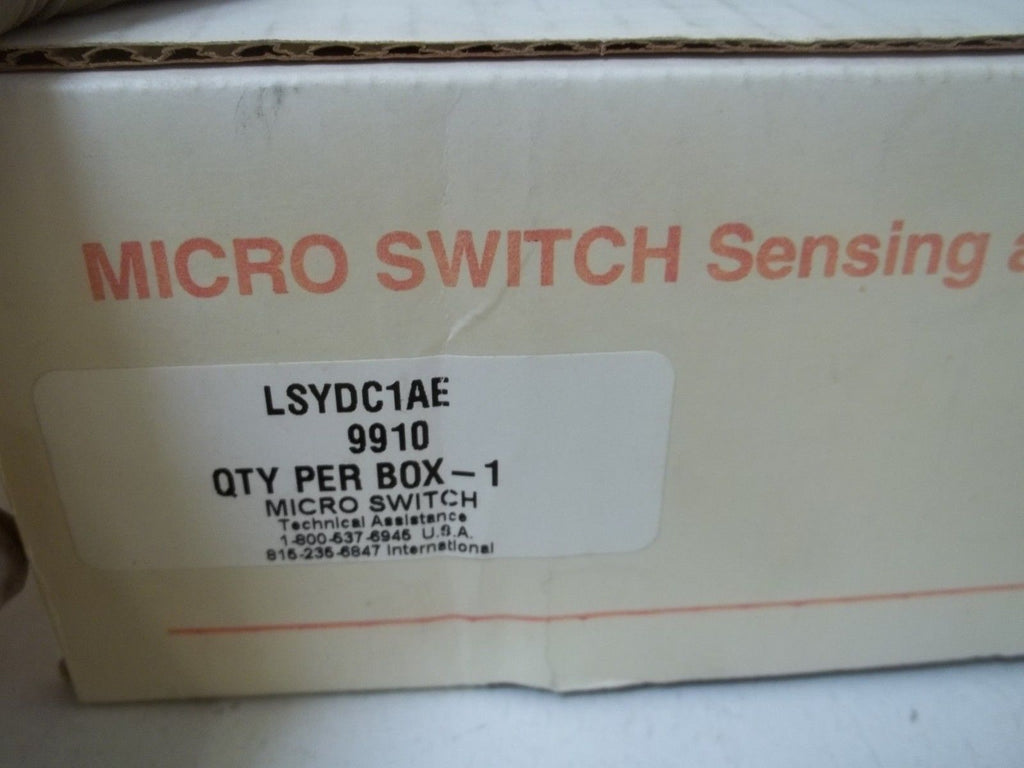 MICRO SWITCH Sensing a
LSYDC1AE
9910
QTY PER BOX-1
MICRO SWITCH
Technical Assistance
1-800-537-6945 U.S.A.
815-235-6847 International